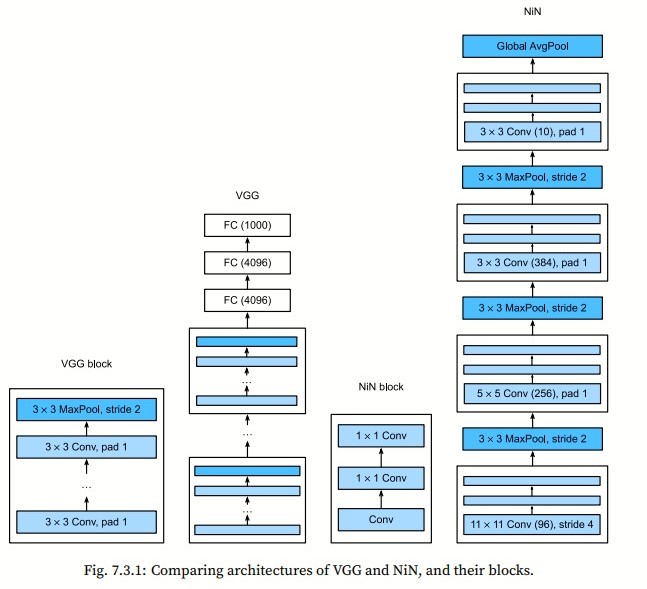 VGG block
3 × 3 MaxPool, stride 2
3 × 3 Conv, pad 1
...
3 × 3 Conv, pad 1
VGG
FC (1000)
FC (4096)
FC (4096)
...
...
...
NiN block
1 × 1 Conv
1 × 1 Conv
Conv
NiN
Global AvgPool
3 × 3 Conv (10), pad 1
3 × 3 MaxPool, stride 2
3 × 3 Conv (384), pad 1
3 × 3 MaxPool, stride 2
5 × 5 Conv (256), pad 1
3 × 3 MaxPool, stride 2
11 × 11 Conv (96), stride 4
Fig. 7.3.1: Comparing architectures of VGG and NiN, and their blocks.